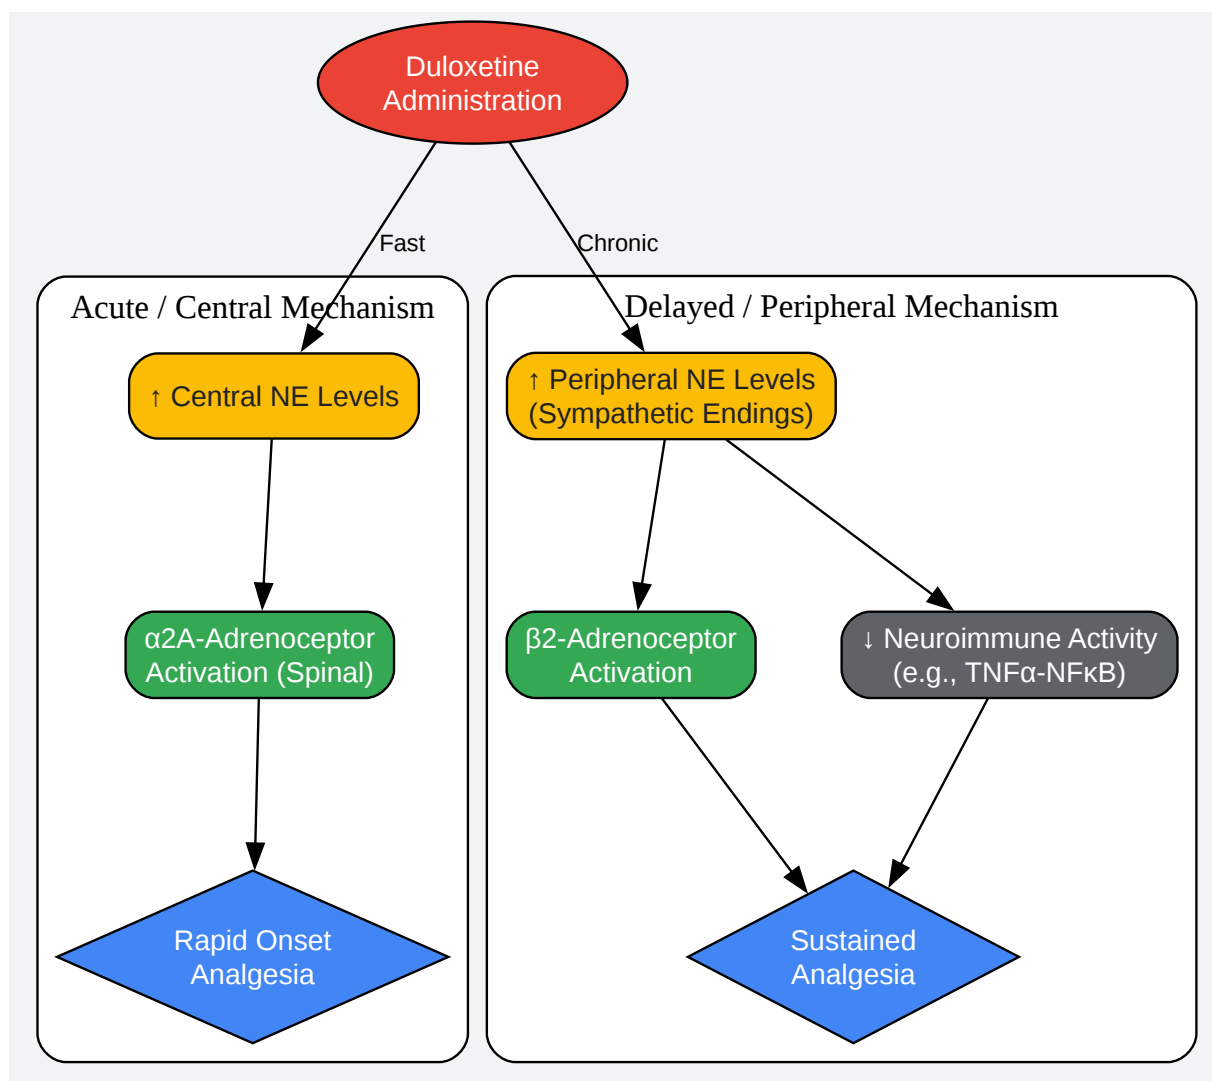 Duloxetine
Administration
Fast
Chronic
Acute / Central Mechanism
Delayed / Peripheral Mechanism
↑ Central NE Levels
↑ Peripheral NE Levels
(Sympathetic Endings)
α2A-Adrenoceptor
Activation (Spinal)
β2-Adrenoceptor
Activation
↓ Neuroimmune Activity
(e.g., TNFα-NFκB)
Rapid Onset
Analgesia
Sustained
Analgesia